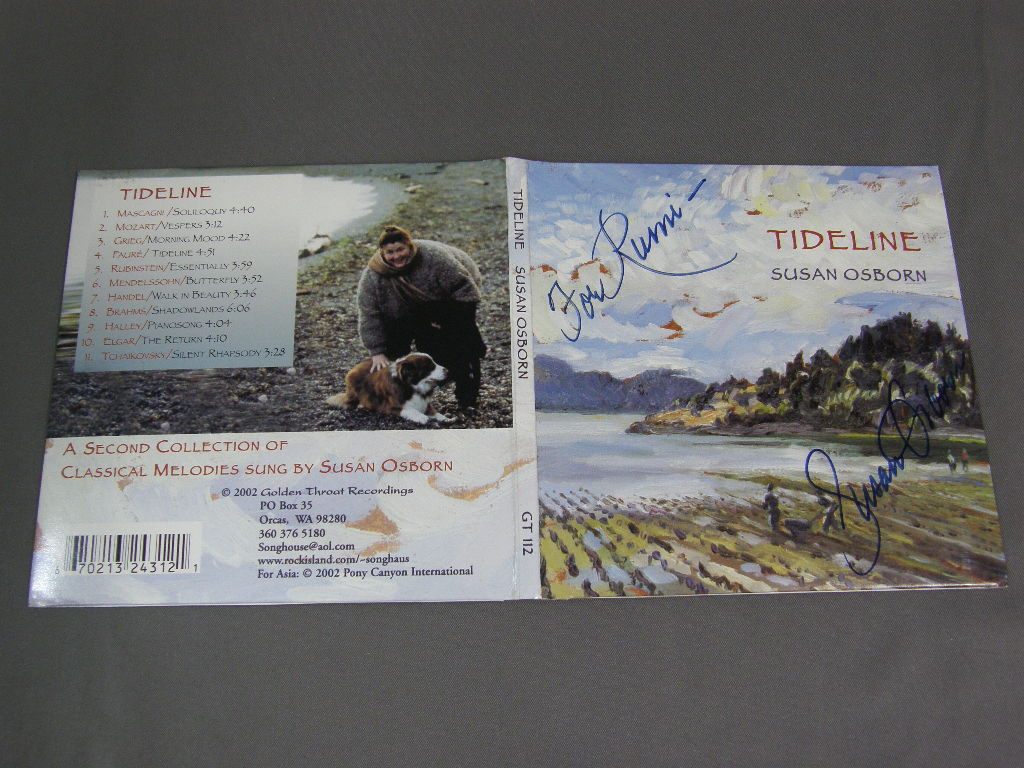 TIDELINE
1. Mascagni/Soliloquy 4:40
2. Mozart/Vespers 3:12
3. Grieg/Morning Mood 4:22
4. Fauré/ Tideline 4:51
5. Rubinstein/Essentially 3:59
6. Mendelssohn/Butterfly 3:52
7. Handel/Walk in Beauty 3:46
8. Brahms/Shadowlands 6:06
9. Halley/Pianosong 4:04
10. Elgar/The Return 4:10
11. Tchaikovsky/Silent Rhapsody 3:28
A Second Collection of
Classical Melodies sung by Susan Osborn
© 2002 Golden Throat Recordings
PO Box 35
Orcas, WA 98280
360 376 5180
Songhouse@aol.com
www.rockisland.com/~songhaus
For Asia: © 2002 Pony Canyon International
70213 24312 1
TIDELINE SUSAN OSBORN GT 112
For Rumi-
TIDELINE
SUSAN OSBORN
Susan Osborn